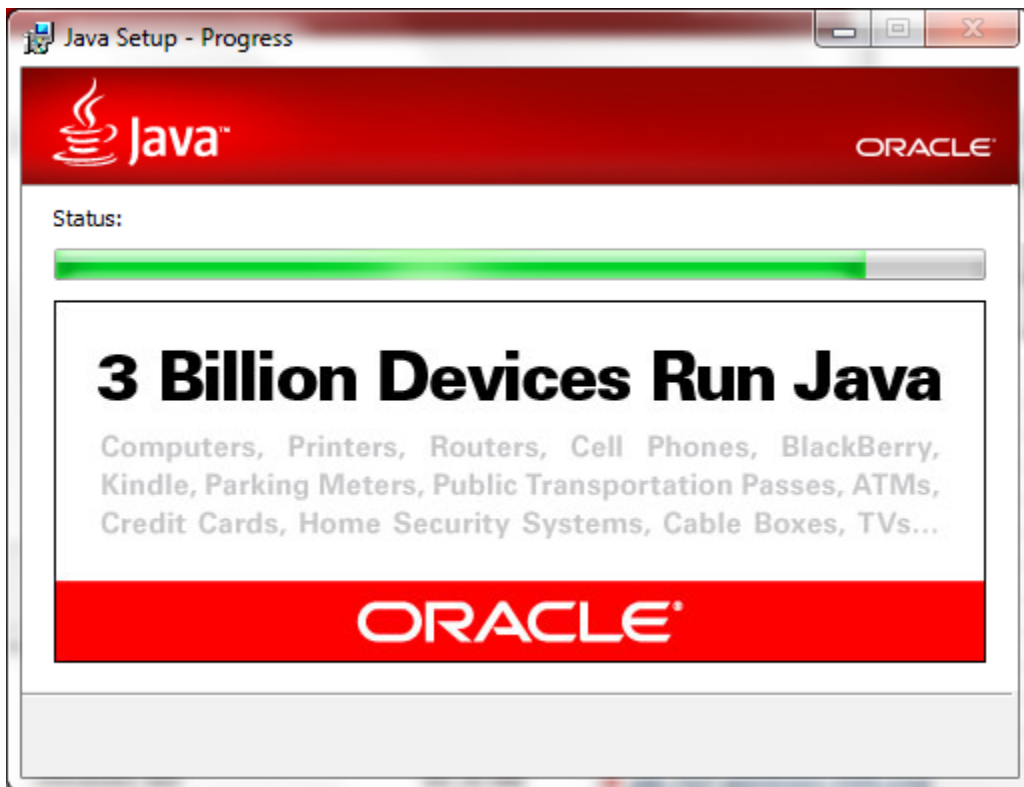 Java Setup - Progress
Java™
ORACLE®
Status:
3 Billion Devices Run Java
Computers, Printers, Routers, Cell Phones, BlackBerry,
Kindle, Parking Meters, Public Transportation Passes, ATMs,
Credit Cards, Home Security Systems, Cable Boxes, TVs...
ORACLE®